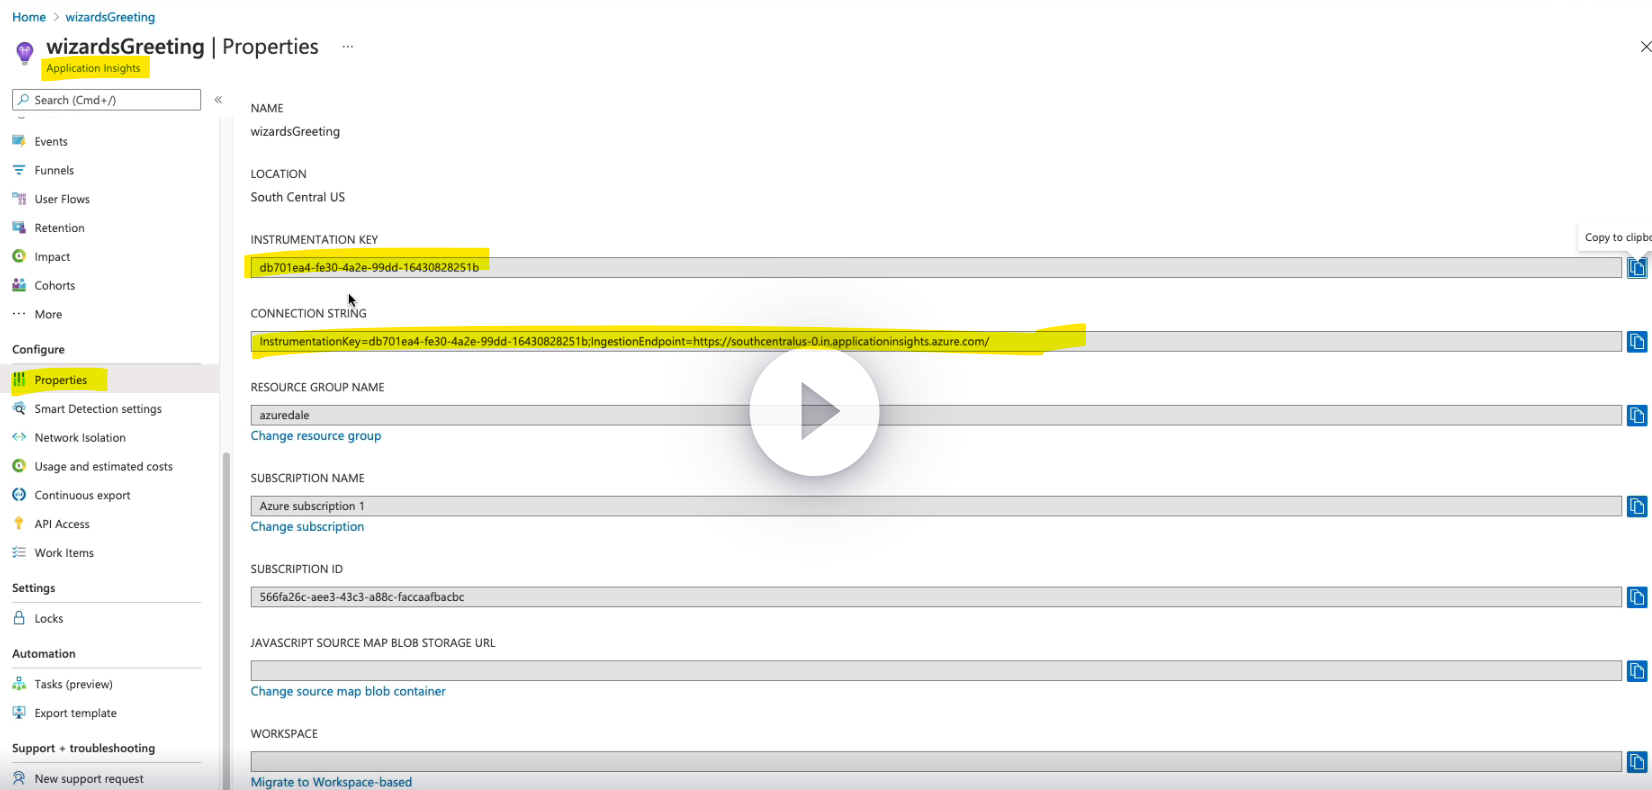 Home > wizardsGreeting
wizardsGreeting | Properties ...
Application Insights
Search (Cmd+/)
«
Events
Funnels
User Flows
Retention
Impact
Cohorts
... More
Configure
Properties
Smart Detection settings
Network Isolation
Usage and estimated costs
Continuous export
API Access
Work Items
Settings
Locks
Automation
Tasks (preview)
Export template
Support + troubleshooting
New support request
NAME
wizardsGreeting
LOCATION
South Central US
INSTRUMENTATION KEY
Copy to clipbo
db701ea4-fe30-4a2e-99dd-16430828251b
CONNECTION STRING
InstrumentationKey=db701ea4-fe30-4a2e-99dd-16430828251b;IngestionEndpoint=https://southcentralus-0.in.applicationinsights.azure.com/
RESOURCE GROUP NAME
azuredale
Change resource group
SUBSCRIPTION NAME
Azure subscription 1
Change subscription
SUBSCRIPTION ID
566fa26c-aee3-43c3-a88c-faccaafbacbc
JAVASCRIPT SOURCE MAP BLOB STORAGE URL
Change source map blob container
WORKSPACE
Migrate to Workspace-based